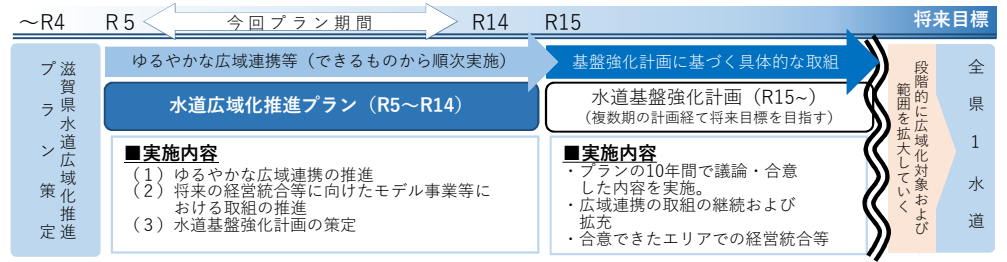 ～R4
R５
今回プラン期間
R14
R15
将来目標
滋賀県水道広域化推進
プラン策定
ゆるやかな広域連携等（できるものから順次実施）
基盤強化計画に基づく具体的な取組
水道広域化推進プラン（R5～R14）
水道基盤強化計画（R15~）
（複数期の計画経て将来目標を目指す）
■実施内容
（１）ゆるやかな広域連携の推進
（２）将来の経営統合等に向けたモデル事業等に
おける取組の推進
（３）水道基盤強化計画の策定
■実施内容
・プランの10年間で議論・合意
した内容を実施。
・広域連携の取組の継続および
拡充
・合意できたエリアでの経営統合等
段階的に広域化対象および
範囲を拡大していく
全県１水道